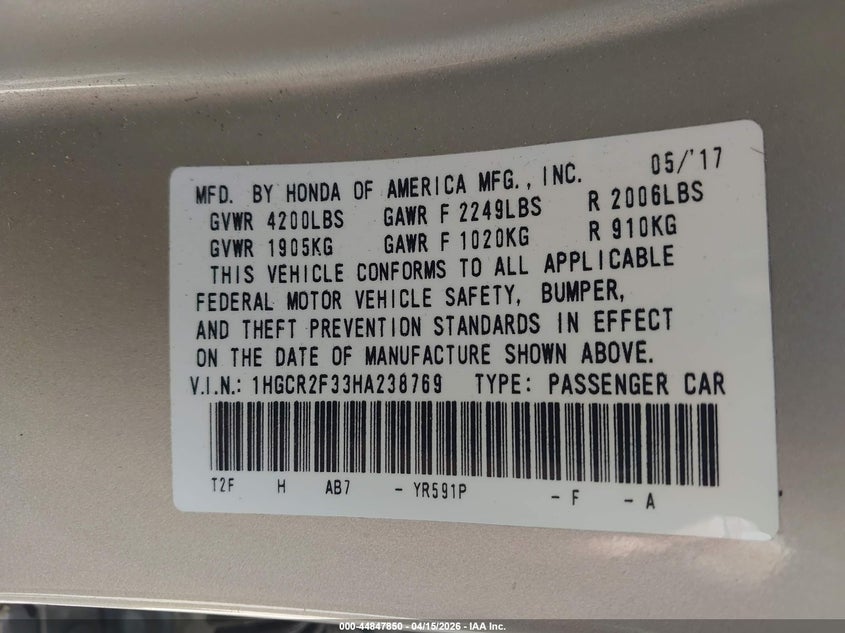 MFD. BY HONDA OF AMERICA MFG., INC. 05/'17
GVWR 4200LBS GAWR F 2249LBS R 2006LBS
GVWR 1905KG GAWR F 1020KG R 910KG
THIS VEHICLE CONFORMS TO ALL APPLICABLE
FEDERAL MOTOR VEHICLE SAFETY, BUMPER,
AND THEFT PREVENTION STANDARDS IN EFFECT
ON THE DATE OF MANUFACTURE SHOWN ABOVE.
V.I.N.: 1HGCR2F33HA238769 TYPE: PASSENGER CAR
T2F H AB7 - YR591P - F - A
000-44847850 - 04/15/2026 - IAA Inc.